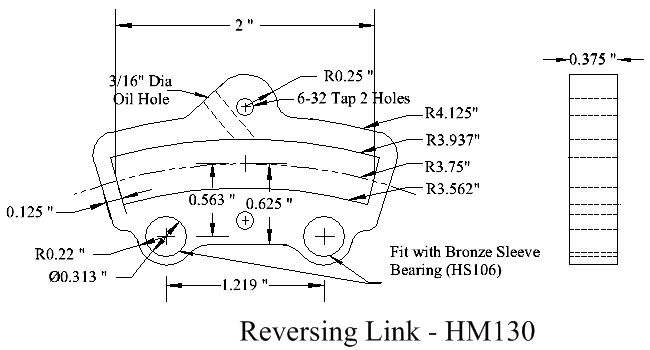 2 "
0.375 "
3/16" Dia
Oil Hole
R0.25 "
6-32 Tap 2 Holes
R4.125"
R3.937"
R3.75"
R3.562"
0.563 "
0.625"
0.125"
R0.22"
Ø0.313 "
Fit with Bronze Sleeve
Bearing (HS106)
1.219 "
Reversing Link - HM130